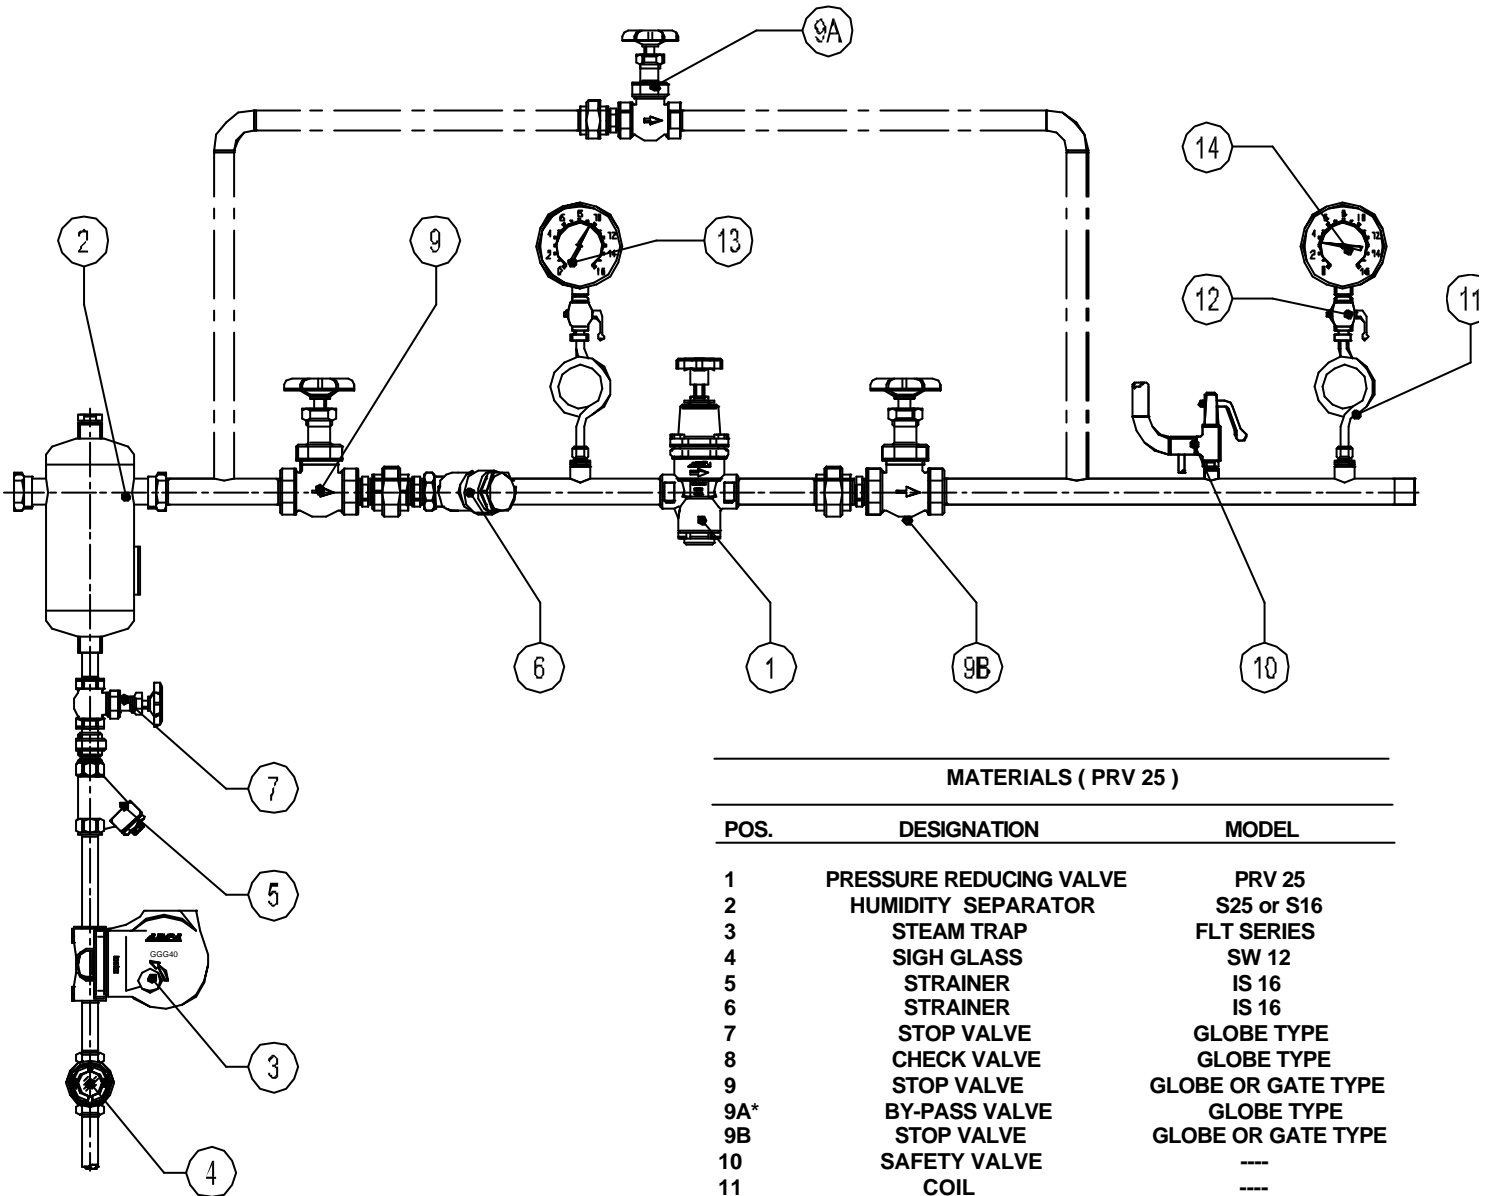 9A
14
2
9
13
12
11
6
1
9B
10
7
5
GGG40
3
4
MATERIALS ( PRV 25 )
POS. DESIGNATION MODEL
1 PRESSURE REDUCING VALVE PRV 25
2 HUMIDITY SEPARATOR S25 or S16
3 STEAM TRAP FLT SERIES
4 SIGH GLASS SW 12
5 STRAINER IS 16
6 STRAINER IS 16
7 STOP VALVE GLOBE TYPE
8 CHECK VALVE GLOBE TYPE
9 STOP VALVE GLOBE OR GATE TYPE
9A* BY-PASS VALVE GLOBE TYPE
9B STOP VALVE GLOBE OR GATE TYPE
10 SAFETY VALVE ----
11 COIL ----